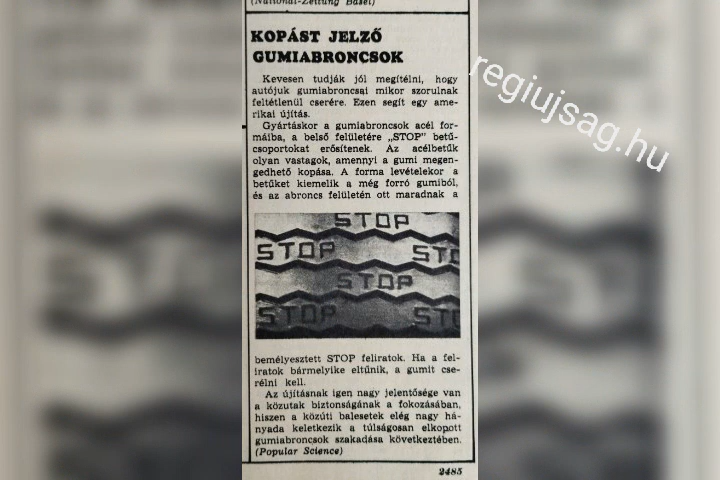 (National-Zeitung Basel)
KOPÁST JELZŐ
GUMIABRONCSOK
Kevesen tudják jól megítélni, hogy
autójuk gumiabroncsai mikor szorulnak
feltétlenül cserére. Ezen segít egy ame-
rikai újítás.
Gyártáskor a gumiabroncsok acél for-
máiba, a belső felületére „STOP” betű-
csoportokat erősítenek. Az acélbetűk
olyan vastagok, amennyi a gumi megen-
gedhető kopása. A forma levételekor a
betűket kiemelik a még forró gumiból,
és az abroncs felületén ott maradnak a
STOP
STOP STO
STOP
STOP ST
bemélyesztett STOP feliratok. Ha a fel-
iratok bármelyike eltűnik, a gumit cse-
rélni kell.
Az újításnak igen nagy jelentősége van
a közutak biztonságának a fokozásában,
hiszen a közúti balesetek elég nagy há-
nyada keletkezik a túlságosan elkopott
gumiabroncsok szakadása következtében.
(Popular Science)
2485
regiujsag.hu